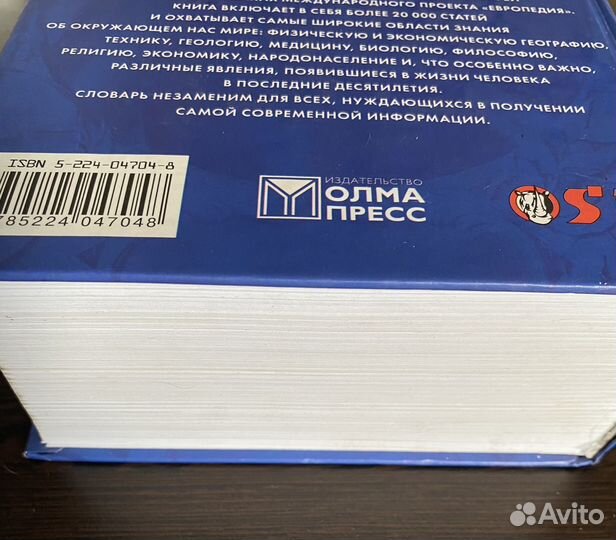 МЕЖДУНАРОДНОГО ПРОЕКТА «ЕВРОПЕДИЯ».
КНИГА ВКЛЮЧАЕТ В СЕБЯ БОЛЕЕ 20 000 СТАТЕЙ
И ОХВАТЫВАЕТ САМЫЕ ШИРОКИЕ ОБЛАСТИ ЗНАНИЯ
ОБ ОКРУЖАЮЩЕМ НАС МИРЕ: ФИЗИЧЕСКУЮ И ЭКОНОМИЧЕСКУЮ ГЕОГРАФИЮ,
ТЕХНИКУ, ГЕОЛОГИЮ, МЕДИЦИНУ, БИОЛОГИЮ, ФИЛОСОФИЮ,
РЕЛИГИЮ, ЭКОНОМИКУ, НАРОДОНАСЕЛЕНИЕ И, ЧТО ОСОБЕННО ВАЖНО,
РАЗЛИЧНЫЕ ЯВЛЕНИЯ, ПОЯВИВШИЕСЯ В ЖИЗНИ ЧЕЛОВЕКА
В ПОСЛЕДНИЕ ДЕСЯТИЛЕТИЯ.
СЛОВАРЬ НЕЗАМЕНИМ ДЛЯ ВСЕХ, НУЖДАЮЩИХСЯ В ПОЛУЧЕНИИ
САМОЙ СОВРЕМЕННОЙ ИНФОРМАЦИИ.
ISBN 5-224-04704-8
785224 047048
ИЗДАТЕЛЬСТВО
ОЛМА
ПРЕСС
Avito